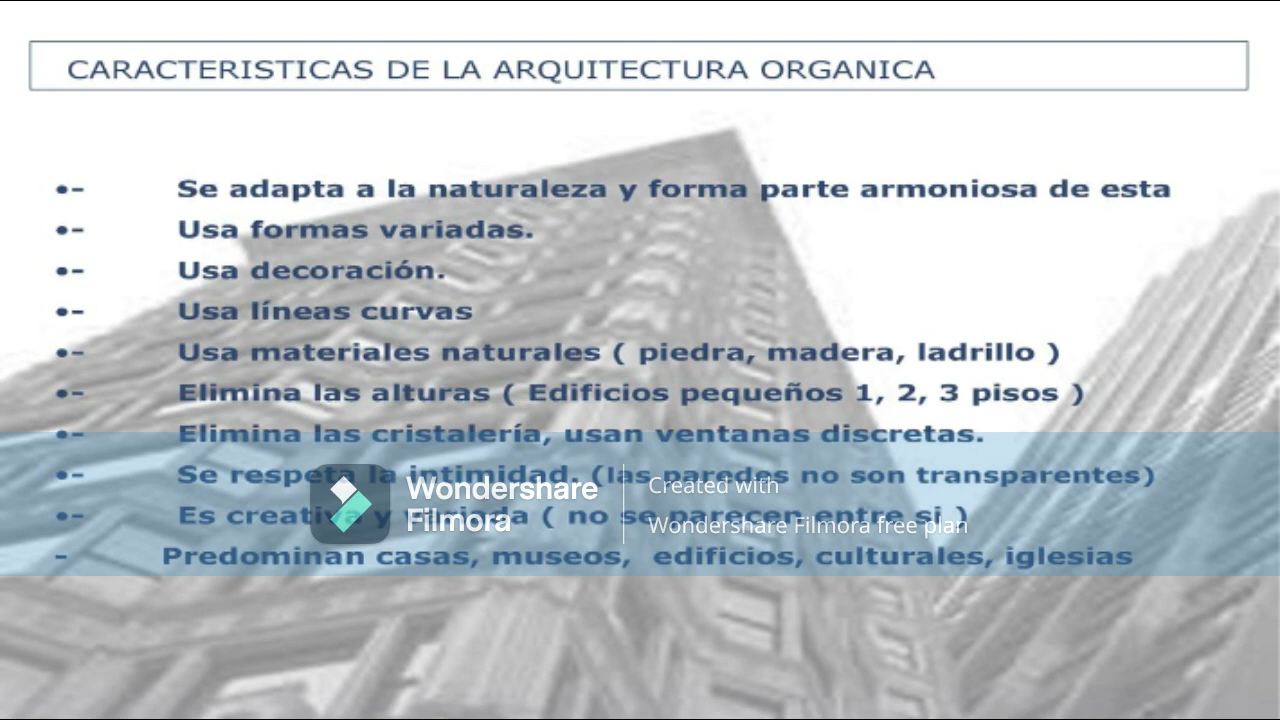 CARACTERISTICAS DE LA ARQUITECTURA ORGANICA
•- Se adapta a la naturaleza y forma parte armoniosa de esta
•- Usa formas variadas.
•- Usa decoración.
•- Usa líneas curvas
•- Usa materiales naturales ( piedra, madera, ladrillo )
•- Elimina las alturas ( Edificios pequeños 1, 2, 3 pisos )
•- Elimina las cristalería, usan ventanas discretas.
•- Se respeta la intimidad. (las paredes no son transparentes)
•- Es creativa y ( no se parecen entre si )
- Predominan casas, museos, edificios, culturales, iglesias
Wondershare
Filmora
Created with
Wondershare Filmora free plan